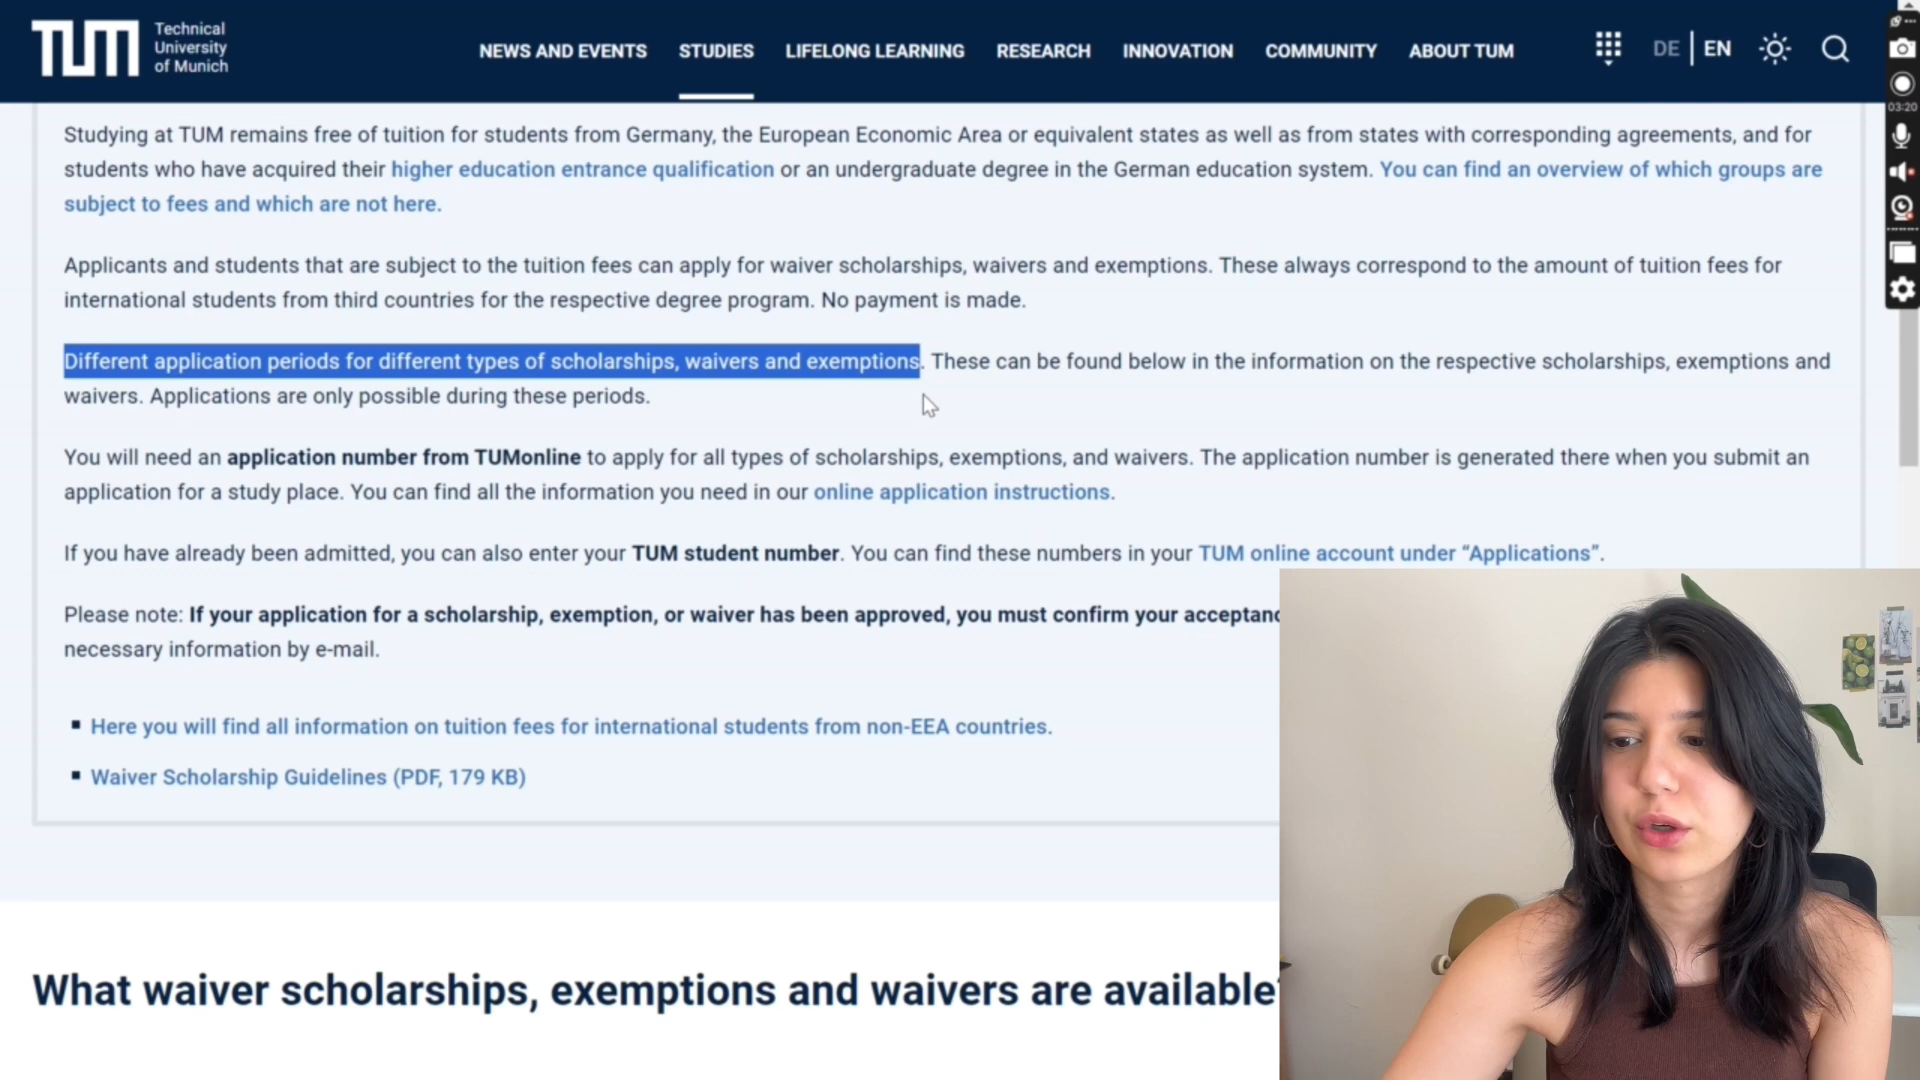 Technical
University
of Munich
NEWS AND EVENTS STUDIES LIFELONG LEARNING RESEARCH INNOVATION COMMUNITY ABOUT TUM DE EN
03:20
Studying at TUM remains free of tuition for students from Germany, the European Economic Area or equivalent states as well as from states with corresponding agreements, and for
students who have acquired their higher education entrance qualification or an undergraduate degree in the German education system. You can find an overview of which groups are
subject to fees and which are not here.
Applicants and students that are subject to the tuition fees can apply for waiver scholarships, waivers and exemptions. These always correspond to the amount of tuition fees for
international students from third countries for the respective degree program. No payment is made.
Different application periods for different types of scholarships, waivers and exemptions. These can be found below in the information on the respective scholarships, exemptions and
waivers. Applications are only possible during these periods.
You will need an application number from TUMonline to apply for all types of scholarships, exemptions, and waivers. The application number is generated there when you submit an
application for a study place. You can find all the information you need in our online application instructions.
If you have already been admitted, you can also enter your TUM student number. You can find these numbers in your TUM online account under “Applications”.
Please note: If your application for a scholarship, exemption, or waiver has been approved, you must confirm your acceptanc
necessary information by e-mail.
Here you will find all information on tuition fees for international students from non-EEA countries.
Waiver Scholarship Guidelines (PDF, 179 KB)
What waiver scholarships, exemptions and waivers are available?